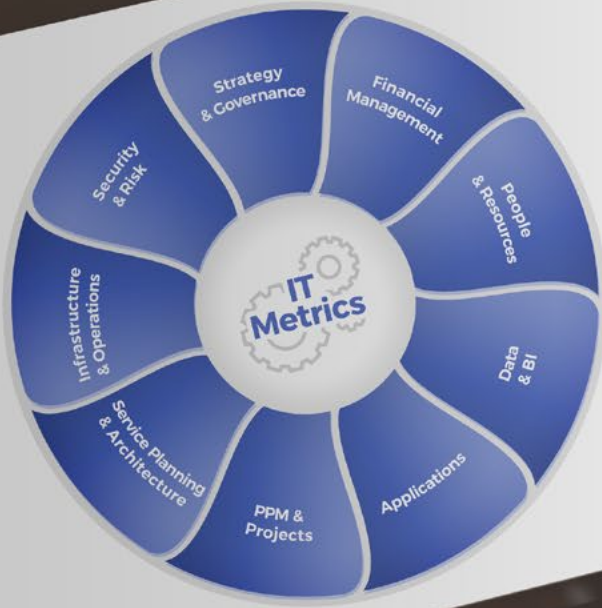 Strategy
& Governance
Financial
Management
People
& Resources
Data
& BI
Applications
PPM &
Projects
Service Planning
& Architecture
Infrastructure
& Operations
Security
& Risk
IT
Metrics